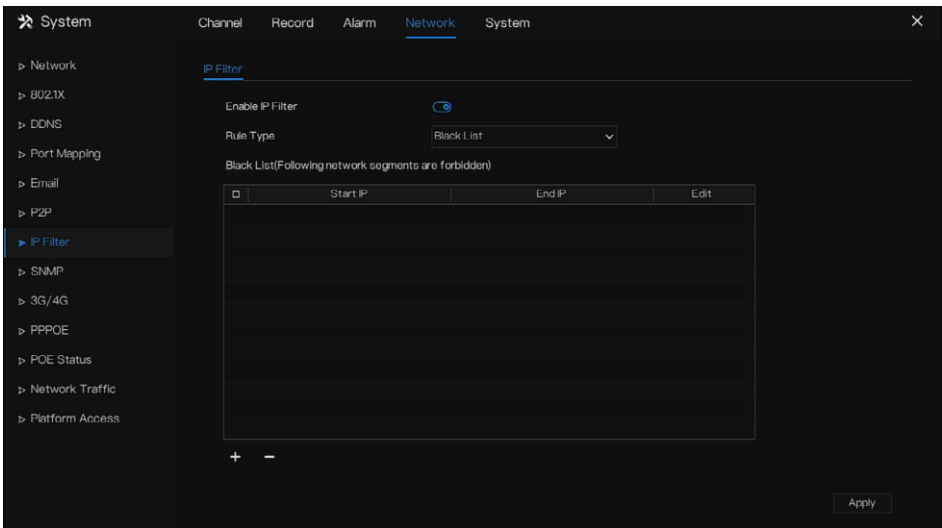 System
Channel Record Alarm Network System
Network
802.1X
DDNS
Port Mapping
Email
P2P
IP Filter
SNMP
3G/4G
PPPOE
POE Status
Network Traffic
Platform Access
IP Filter
Enable IP Filter
Rule Type Black List
Black List(Following network segments are forbidden)
Start IP End IP Edit
Apply